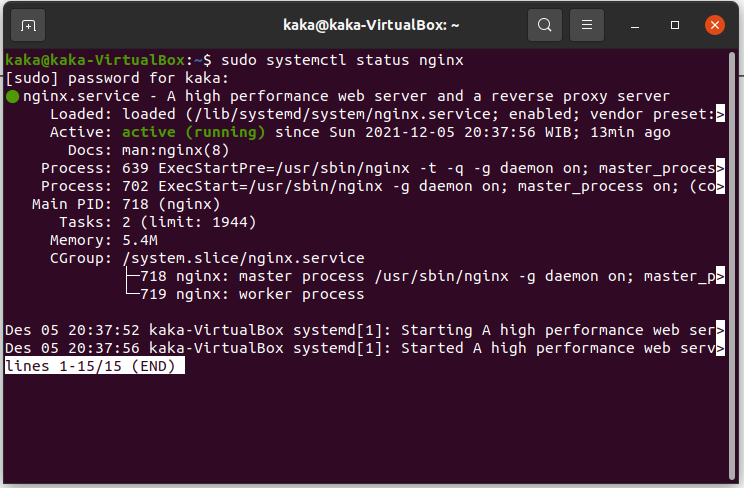 kaka@kaka-VirtualBox: ~
kaka@kaka-VirtualBox:~$ sudo systemctl status nginx
[sudo] password for kaka:
● nginx.service - A high performance web server and a reverse proxy server
Loaded: loaded (/lib/systemd/system/nginx.service; enabled; vendor preset:>
Active: active (running) since Sun 2021-12-05 20:37:56 WIB; 13min ago
Docs: man:nginx(8)
Process: 639 ExecStartPre=/usr/sbin/nginx -t -q -g daemon on; master_proces>
Process: 702 ExecStart=/usr/sbin/nginx -g daemon on; master_process on; (co>
Main PID: 718 (nginx)
Tasks: 2 (limit: 1944)
Memory: 5.4M
CGroup: /system.slice/nginx.service
├─718 nginx: master process /usr/sbin/nginx -g daemon on; master_p>
└─719 nginx: worker process
Des 05 20:37:52 kaka-VirtualBox systemd[1]: Starting A high performance web ser>
Des 05 20:37:56 kaka-VirtualBox systemd[1]: Started A high performance web serv>
lines 1-15/15 (END)